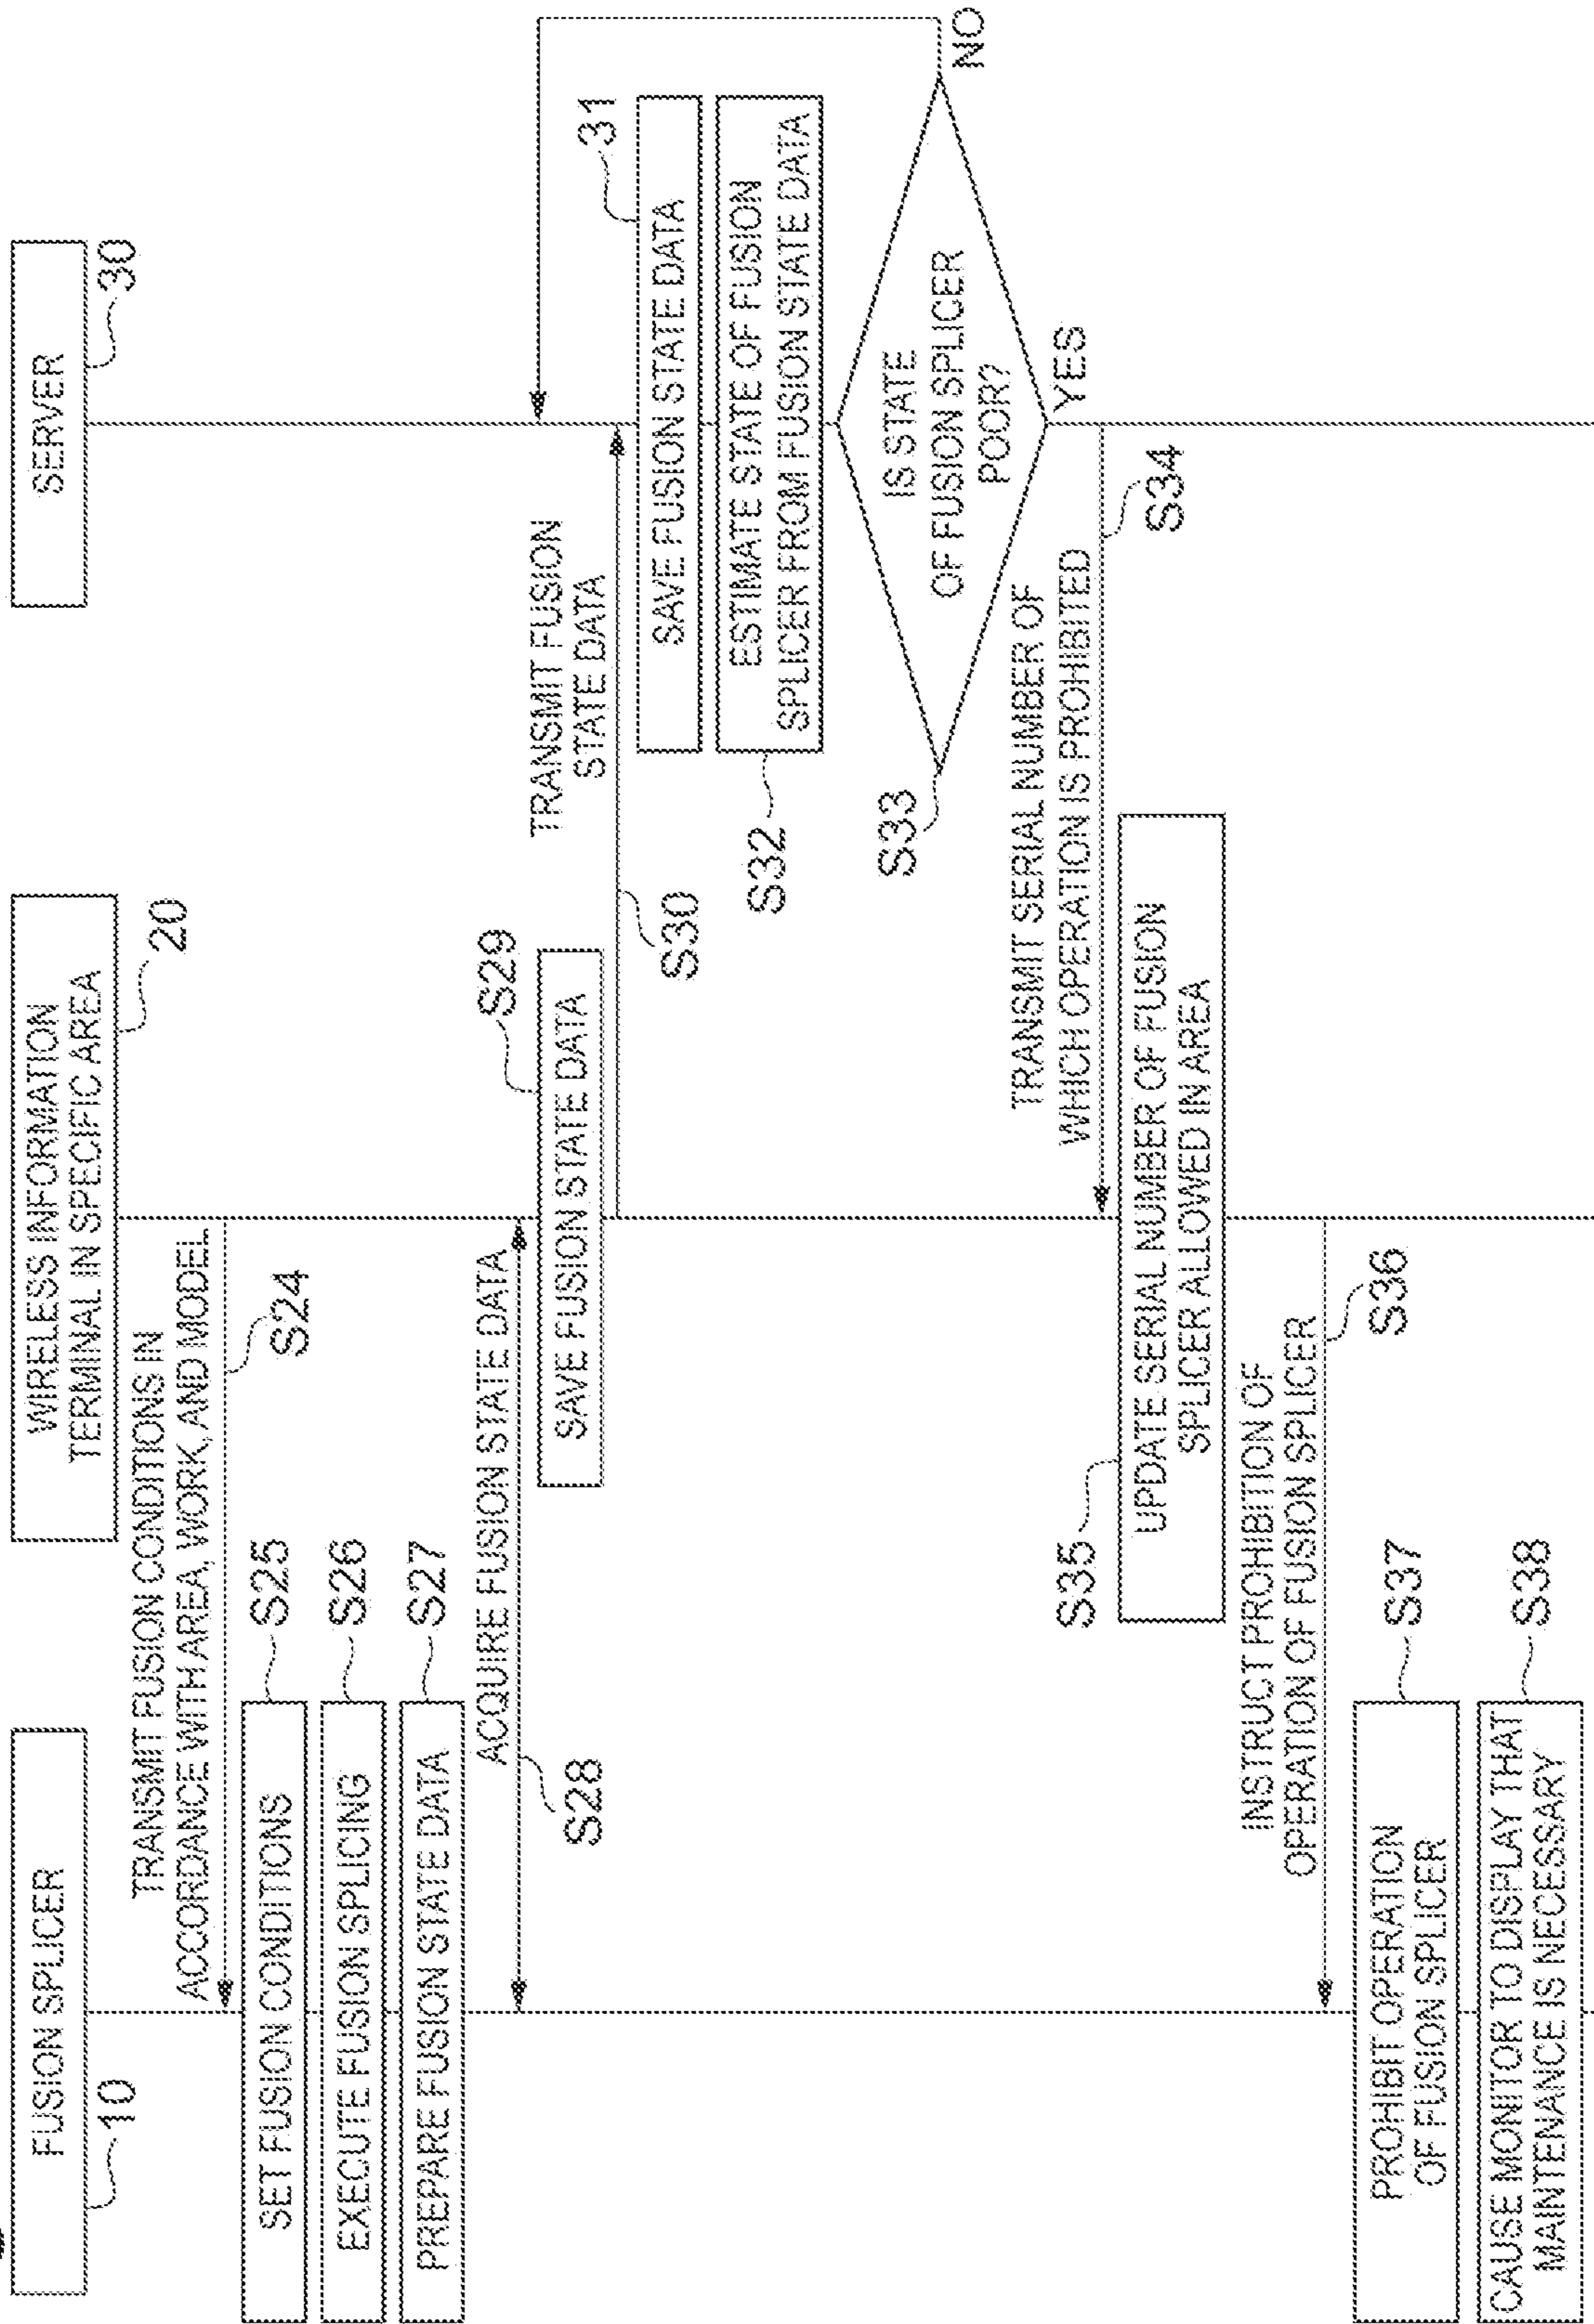 FUSION SPLICER
10
WIRELESS INFORMATION
TERMINAL IN SPECIFIC AREA
20
SERVER
30
TRANSMIT FUSION CONDITIONS IN
ACCORDANCE WITH AREA, WORK, AND MODEL
S24
SET FUSION CONDITIONS
S25
EXECUTE FUSION SPLICING
S26
PREPARE FUSION STATE DATA
S27
ACQUIRE FUSION STATE DATA
S28
SAVE FUSION STATE DATA
S29
TRANSMIT FUSION
STATE DATA
S30
SAVE FUSION STATE DATA
31
ESTIMATE STATE OF FUSION
SPLICER FROM FUSION STATE DATA
S32
IS STATE
OF FUSION SPLICER
POOR?
S33
NO
YES
TRANSMIT SERIAL NUMBER OF
WHICH OPERATION IS PROHIBITED
S34
UPDATE SERIAL NUMBER OF FUSION
SPLICER ALLOWED IN AREA
S35
INSTRUCT PROHIBITION OF
OPERATION OF FUSION SPLICER
S36
PROHIBIT OPERATION
OF FUSION SPLICER
S37
CAUSE MONITOR TO DISPLAY THAT
MAINTENANCE IS NECESSARY
S38